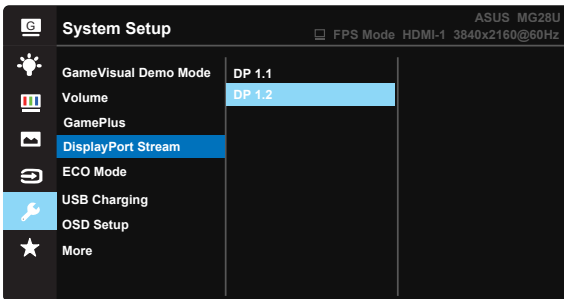 G
System Setup
ASUS MG28U
FPS Mode HDMI-1 3840x2160@60Hz
GameVisual Demo Mode
DP 1.1
Volume
DP 1.2
GamePlus
DisplayPort Stream
ECO Mode
USB Charging
OSD Setup
More